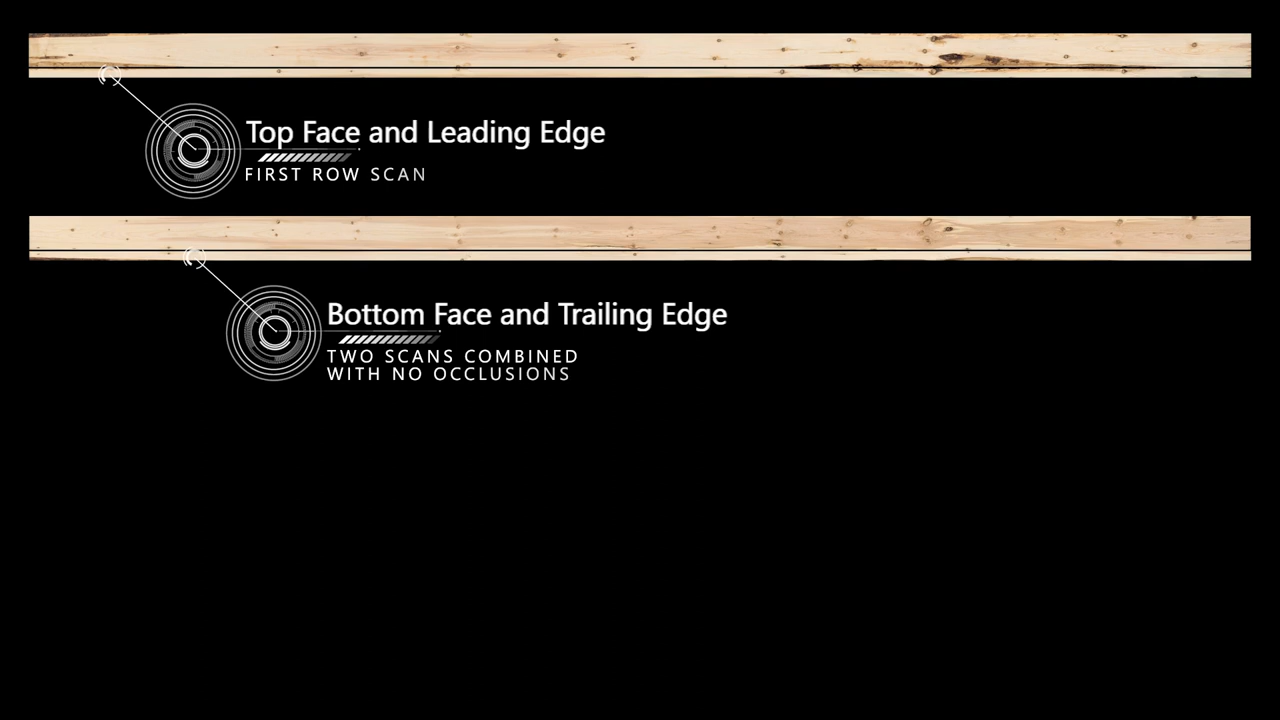 Top Face and Leading Edge
FIRST ROW SCAN
Bottom Face and Trailing Edge
TWO SCANS COMBINED
WITH NO OCCLUSIONS